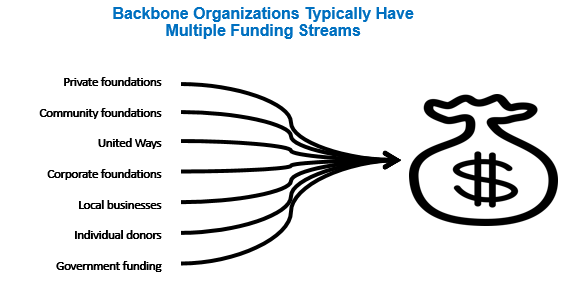 Backbone Organizations Typically Have
Multiple Funding Streams
Private foundations
Community foundations
United Ways
Corporate foundations
Local businesses
Individual donors
Government funding
$